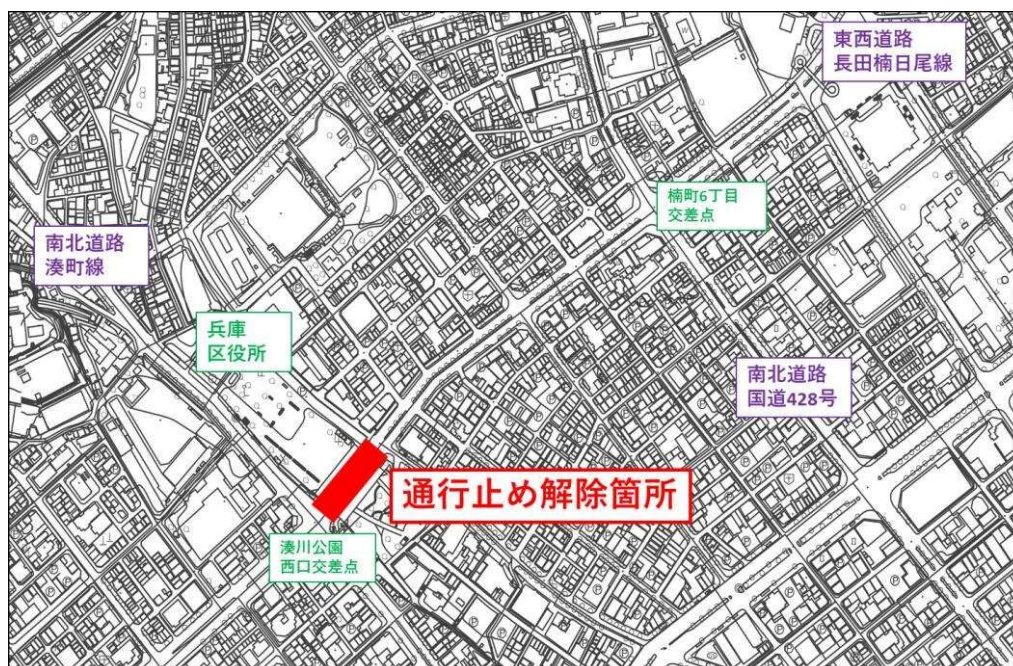 東西道路
長田楠日尾線
楠町6丁目
交差点
南北道路
湊町線
兵庫
区役所
南北道路
国道428号
通行止め解除箇所
湊川公園
西口交差点